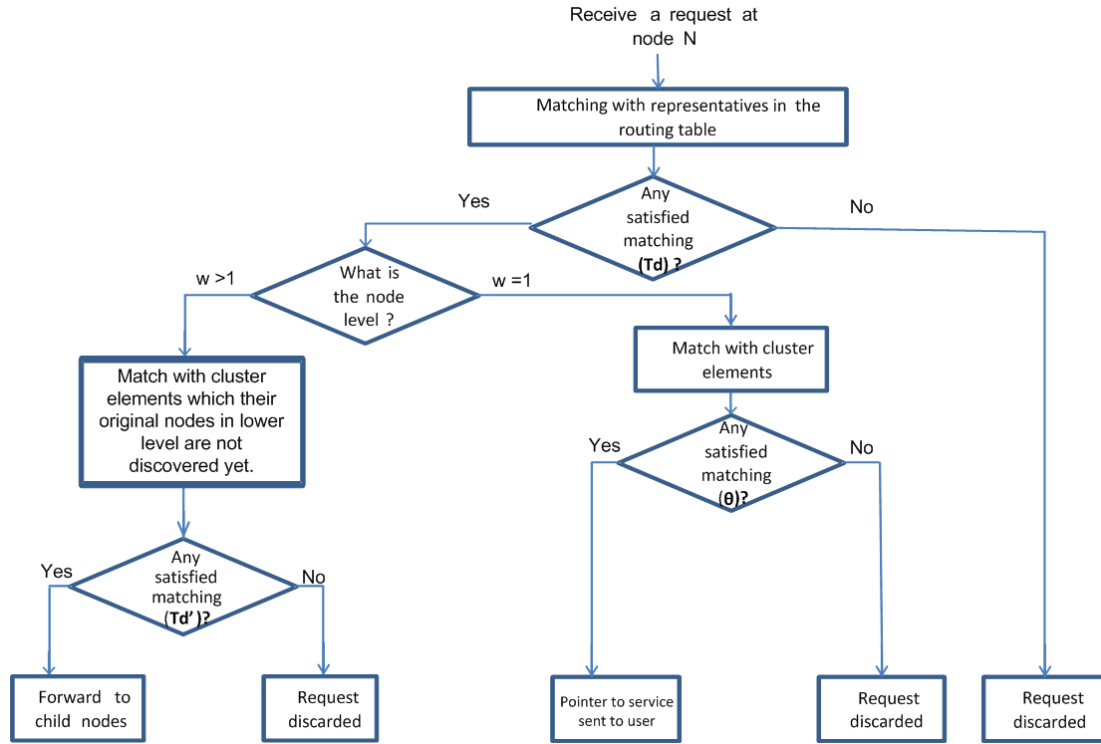 Receive a request at
node N
Matching with representatives in the
routing table
Any
satisfied
matching
(Td) ?
Yes
No
What is
the node
level ?
w >1
w =1
Match with cluster
elements which their
original nodes in lower
level are not
discovered yet.
Match with cluster
elements
Any
satisfied
matching
(θ)?
Yes
No
Any
satisfied
matching
(Td’)?
Yes
No
Forward to
child nodes
Request
discarded
Pointer to service
sent to user
Request
discarded
Request
discarded